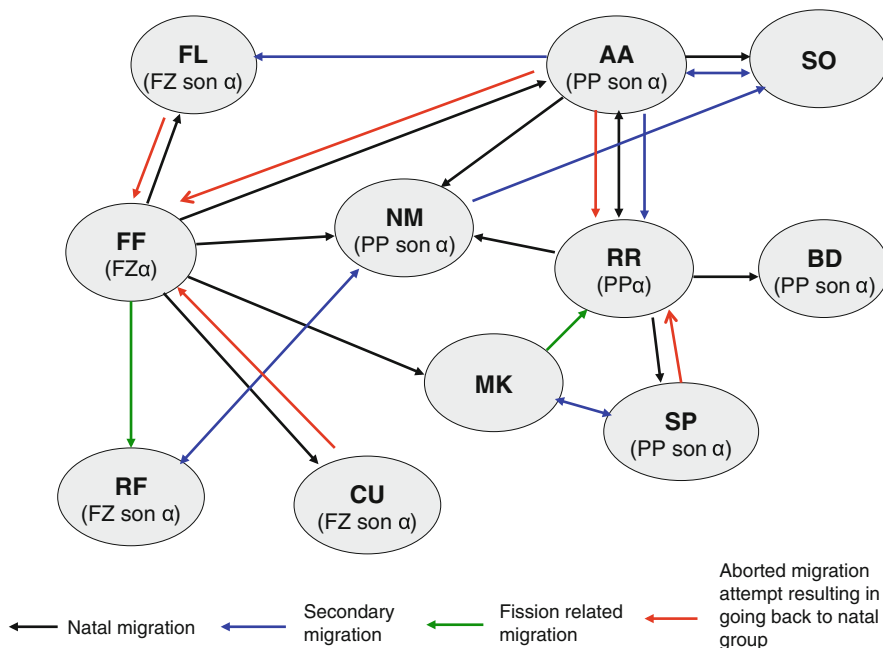 FL
(FZ son α)
AA
(PP son α)
SO
FF
(FZα)
NM
(PP son α)
RR
(PPα)
BD
(PP son α)
MK
SP
(PP son α)
RF
(FZ son α)
CU
(FZ son α)
Natal migration
Secondary
migration
Fission related
migration
Aborted migration
attempt resulting in
going back to natal
group